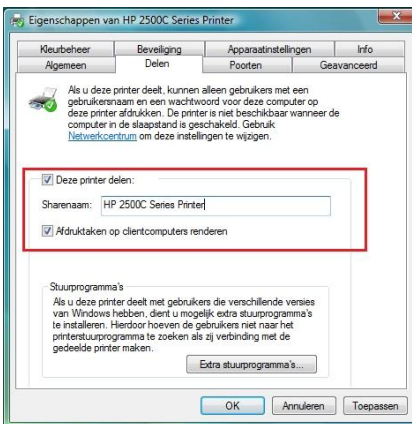 Eigenschappen van HP 2500C Series Printer
Kleurbeheer Beveiliging Apparaatinstellingen Info
Algemeen Delen Poorten Geavanceerd
Als u deze printer deelt, kunnen alleen gebruikers met een
gebruikersnaam en een wachtwoord voor deze computer op
deze printer afdrukken. De printer is niet beschikbaar wanneer de
computer in de slaapstand is geschakeld. Gebruik
Netwerkcentrum om deze instellingen te wijzigen.
Deze printer delen:
Sharenaam: HP 2500C Series Printer
Afdruktaken op clientcomputers renderen
Stuurprogramma's
Als u deze printer deelt met gebruikers die verschillende versies
van Windows hebben, dient u mogelijk extra stuurprogramma's
te installeren. Hierdoor hoeven de gebruikers niet naar het
printerstuurprogramma te zoeken als zij verbinding met de
gedeelde printer maken.
Extra stuurprogramma's...
OK Annuleren Toepassen